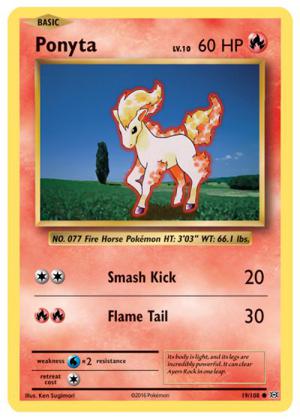 BASIC
Ponyta LV.10 60 HP
NO. 077 Fire Horse Pokémon HT: 3'03" WT: 66.1 lbs.
Smash Kick 20
Flame Tail 30
weakness ×2 resistance
retreat
cost
Its body is light, and its legs are
incredibly powerful. It can clear
Ayers Rock in one leap.
Illus. Ken Sugimori ©2016 Pokémon 19/108